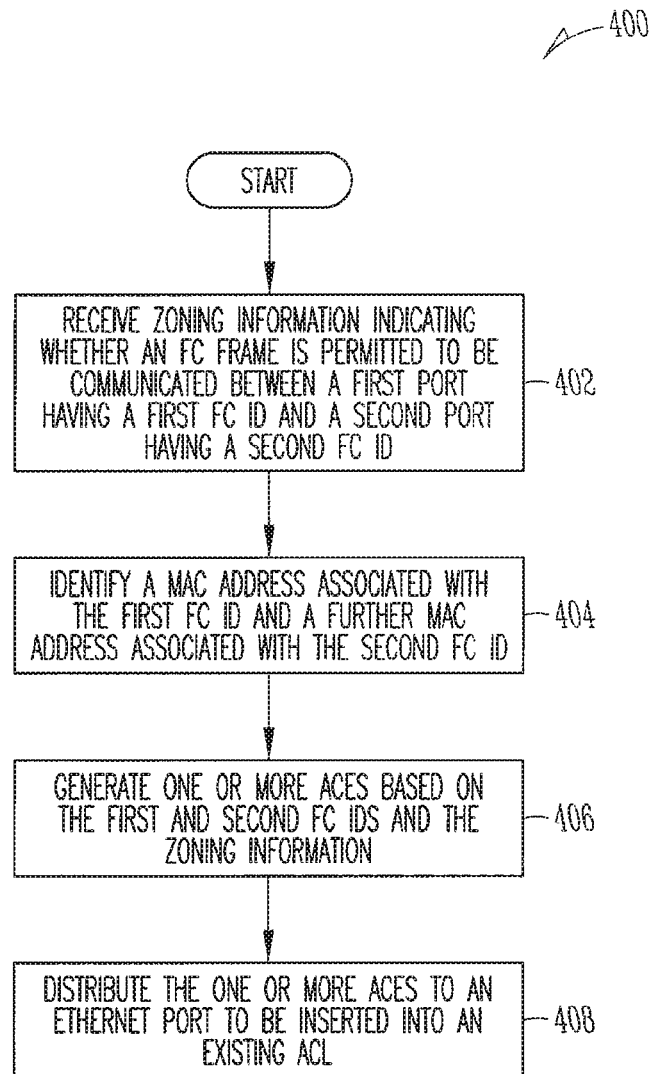 400
START
RECEIVE ZONING INFORMATION INDICATING
WHETHER AN FC FRAME IS PERMITTED TO BE
COMMUNICATED BETWEEN A FIRST PORT
HAVING A FIRST FC ID AND A SECOND PORT
HAVING A SECOND FC ID
402
IDENTIFY A MAC ADDRESS ASSOCIATED WITH
THE FIRST FC ID AND A FURTHER MAC
ADDRESS ASSOCIATED WITH THE SECOND FC ID
404
GENERATE ONE OR MORE ACES BASED ON
THE FIRST AND SECOND FC IDS AND THE
ZONING INFORMATION
406
DISTRIBUTE THE ONE OR MORE ACES TO AN
ETHERNET PORT TO BE INSERTED INTO AN
EXISTING ACL
408